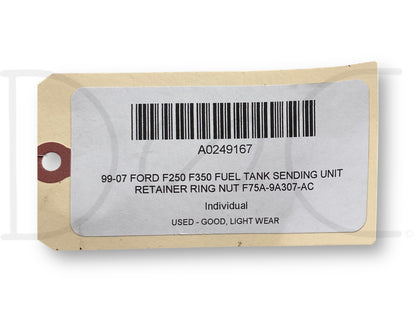 A0249167
99-07 FORD F250 F350 FUEL TANK SENDING UNIT
RETAINER RING NUT F75A-9A307-AC
Individual
USED - GOOD, LIGHT WEAR